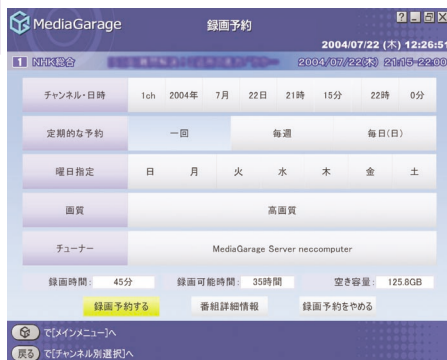 MediaGarage 録画予約
2004/07/22 (木) 12:26:51
1 NHK総合 2004/07/22(木) 21:15-22:00
チャンネル・日時 1ch 2004年 7月 22日 21時 15分 22時 0分
定期的な予約 一回 毎週 毎日(日)
曜日指定 日 月 火 水 木 金 土
画質 高画質
チューナー MediaGarage Server neccomputer
録画時間: 45分 録画可能時間: 35時間 空き容量: 125.8GB
録画予約する 番組詳細情報 録画予約をやめる
で[メインメニュー]へ
戻る で[チャンネル別選択]へ